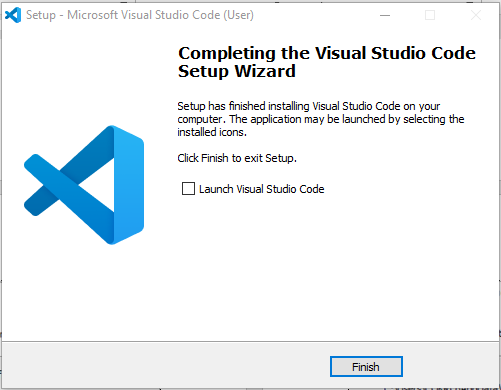 Setup - Microsoft Visual Studio Code (User)
Completing the Visual Studio Code
Setup Wizard
Setup has finished installing Visual Studio Code on your
computer. The application may be launched by selecting the
installed icons.
Click Finish to exit Setup.
Launch Visual Studio Code
Finish